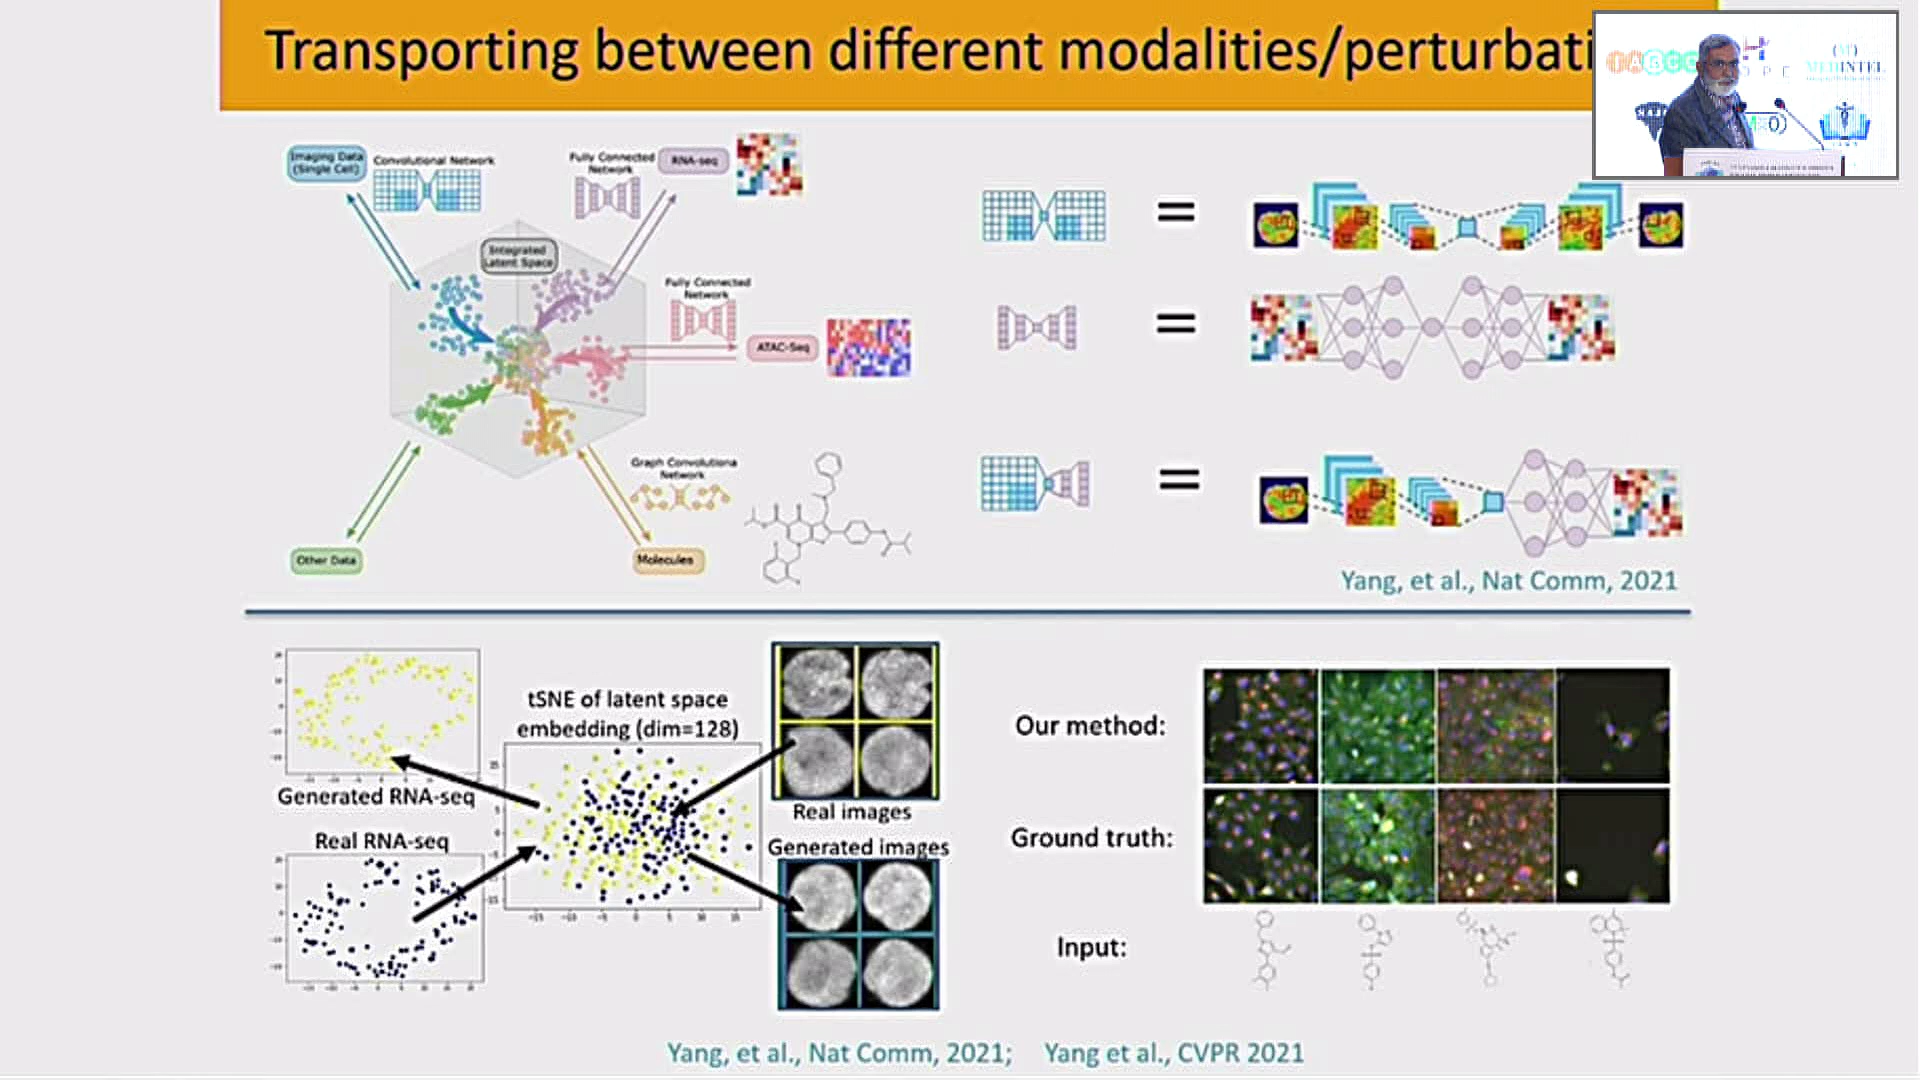 Transporting between different modalities/perturbati
MEDINTEL
Imaging Data
(Single Cell)
Convolutional Network
Fully Connected
Network
RNA-seq
Integrated
Latent Space
Fully Connected
Network
ATAC-Seq
Graph Convolutiona
Network
Other Data
Molecules
=
=
=
Yang, et al., Nat Comm, 2021
tSNE of latent space
embedding (dim=128)
Generated RNA-seq
Real RNA-seq
Real images
Generated images
Our method:
Ground truth:
Input:
Yang, et al., Nat Comm, 2021; Yang et al., CVPR 2021